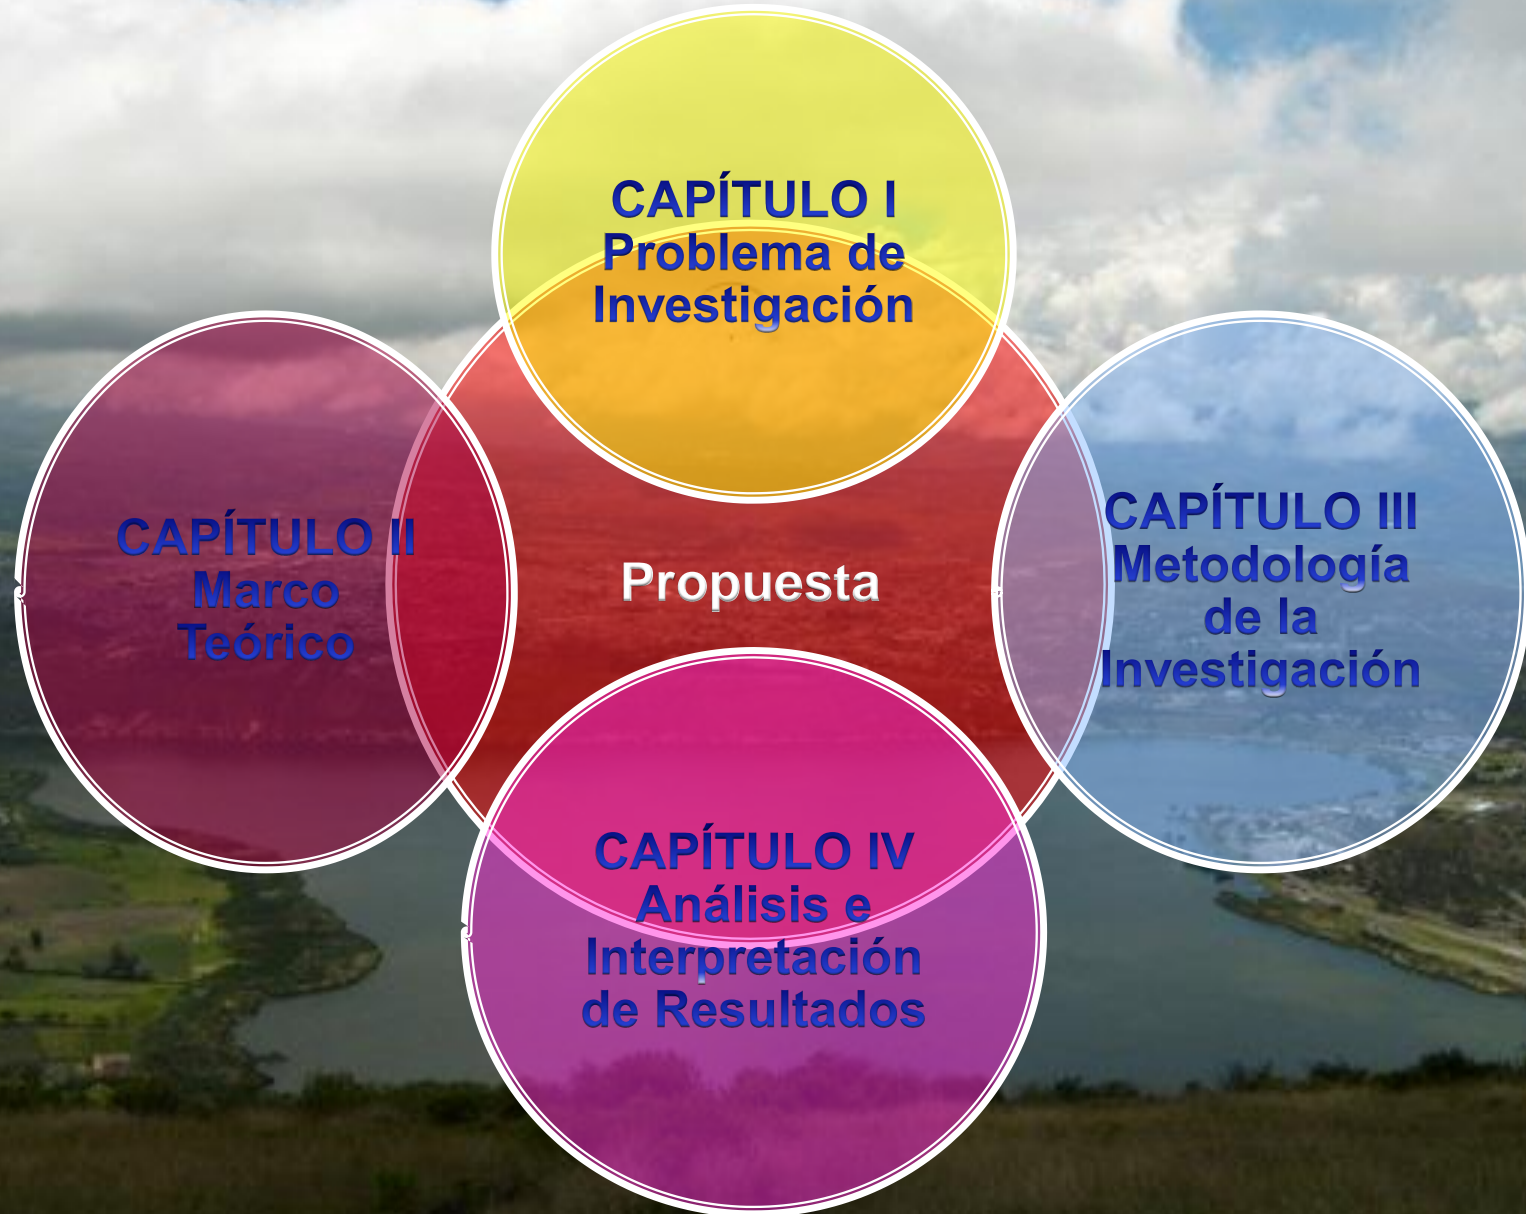 CAPÍTULO I
Problema de
Investigación
CAPÍTULO II
Marco
Teórico
Propuesta
CAPÍTULO III
Metodología
de la
Investigación
CAPÍTULO IV
Análisis e
Interpretación
de Resultados